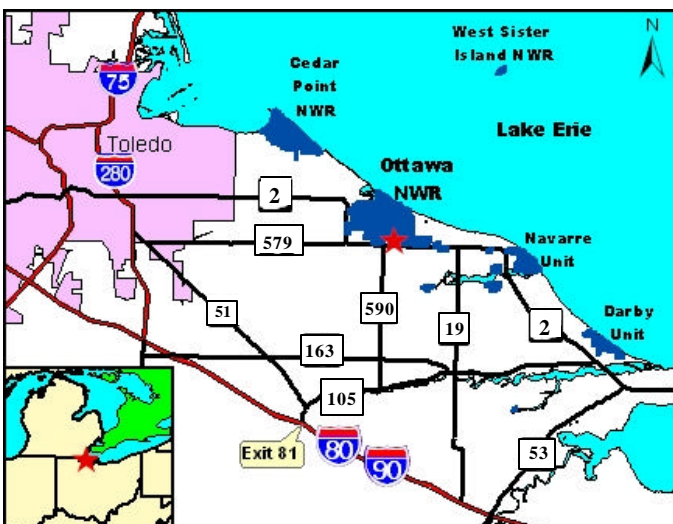 West Sister
Island NWR
N
Cedar
Point
NWR
75
Lake Erie
Toledo
Ottawa
NWR
280
2
579
Navarre
Unit
51
590
19
2
Darby
Unit
163
105
Exit 81
80
90
53